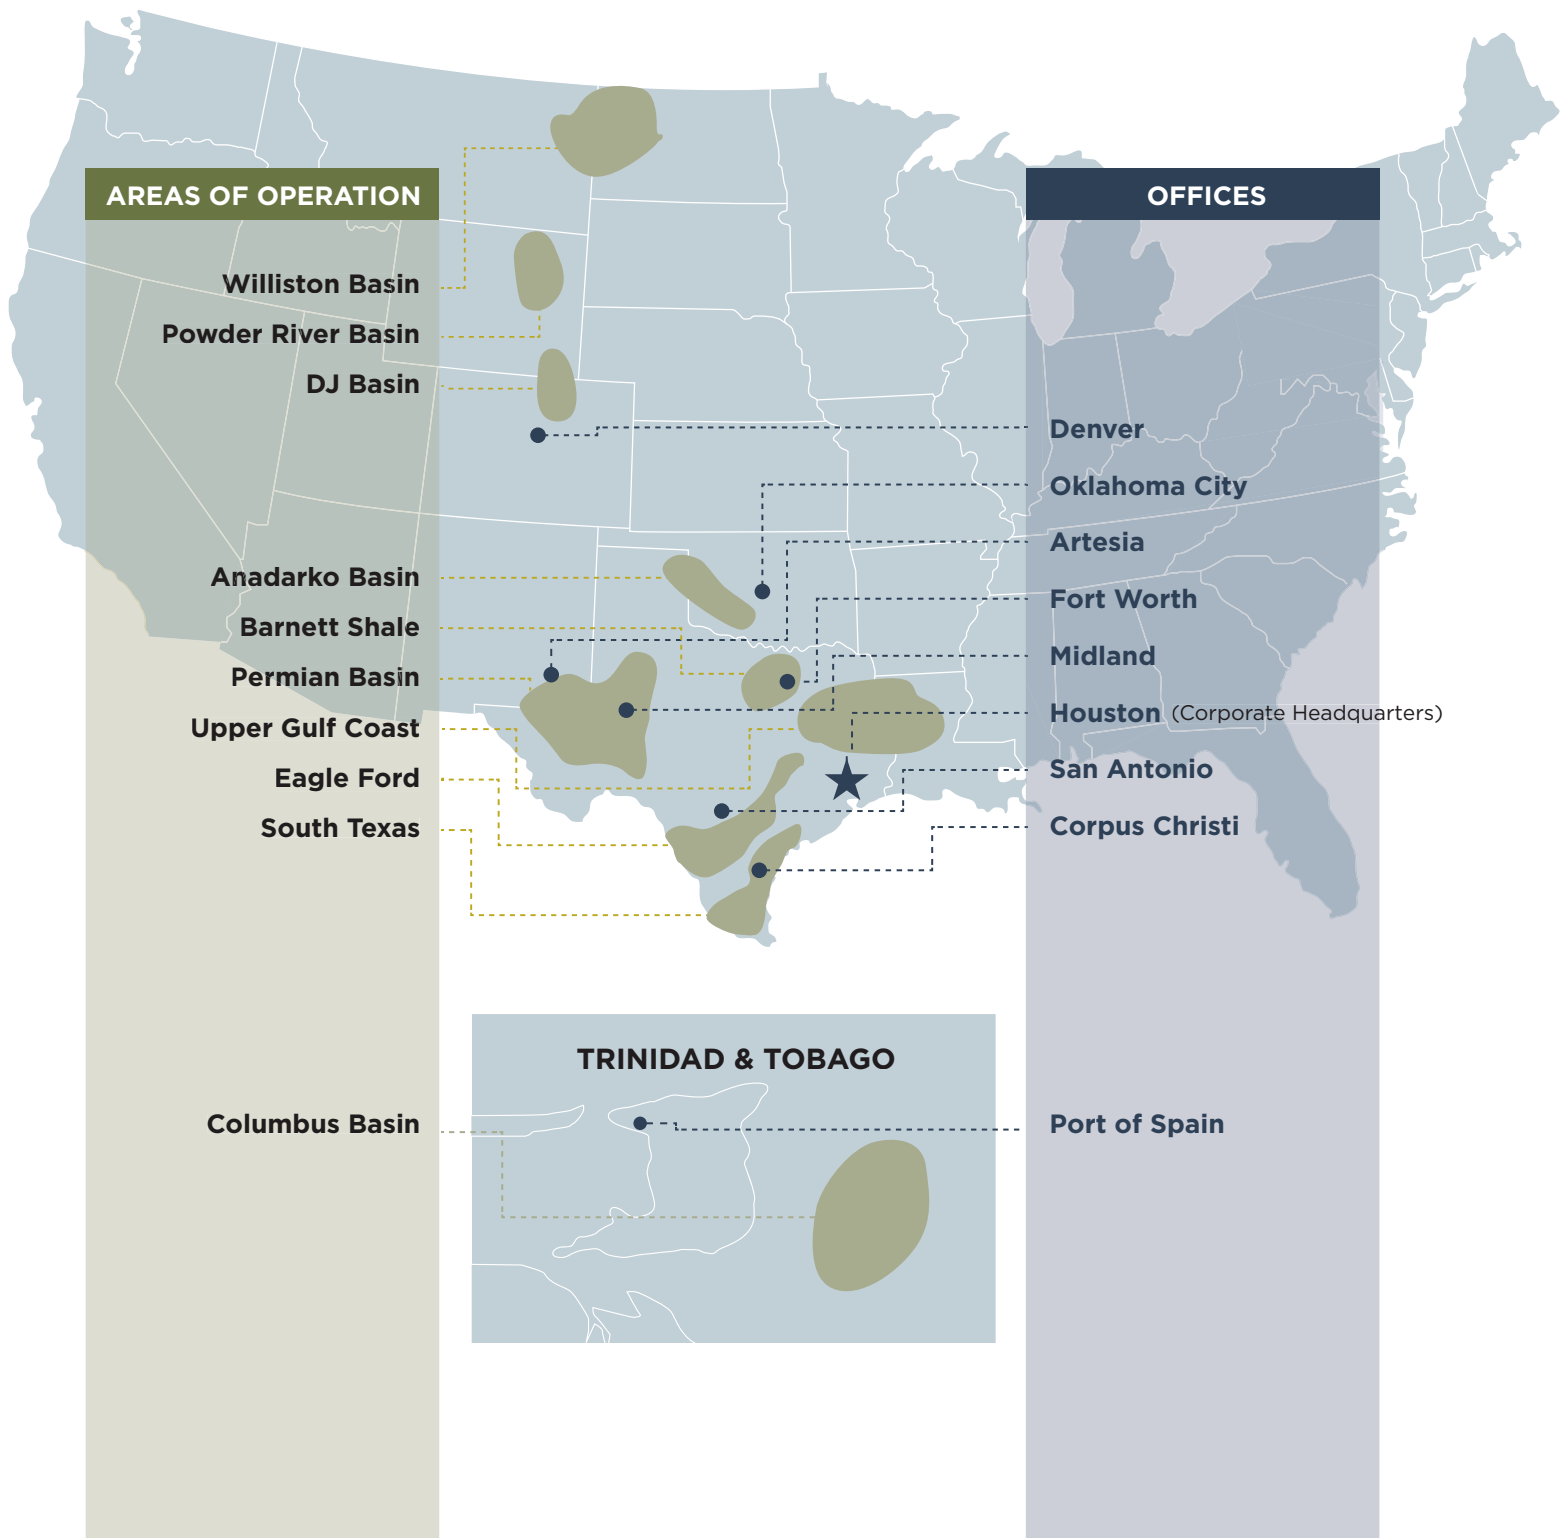 AREAS OF OPERATION
Williston Basin
Powder River Basin
DJ Basin
Anadarko Basin
Barnett Shale
Permian Basin
Upper Gulf Coast
Eagle Ford
South Texas
Columbus Basin
OFFICES
Denver
Oklahoma City
Artesia
Fort Worth
Midland
Houston (Corporate Headquarters)
San Antonio
Corpus Christi
Port of Spain
TRINIDAD & TOBAGO